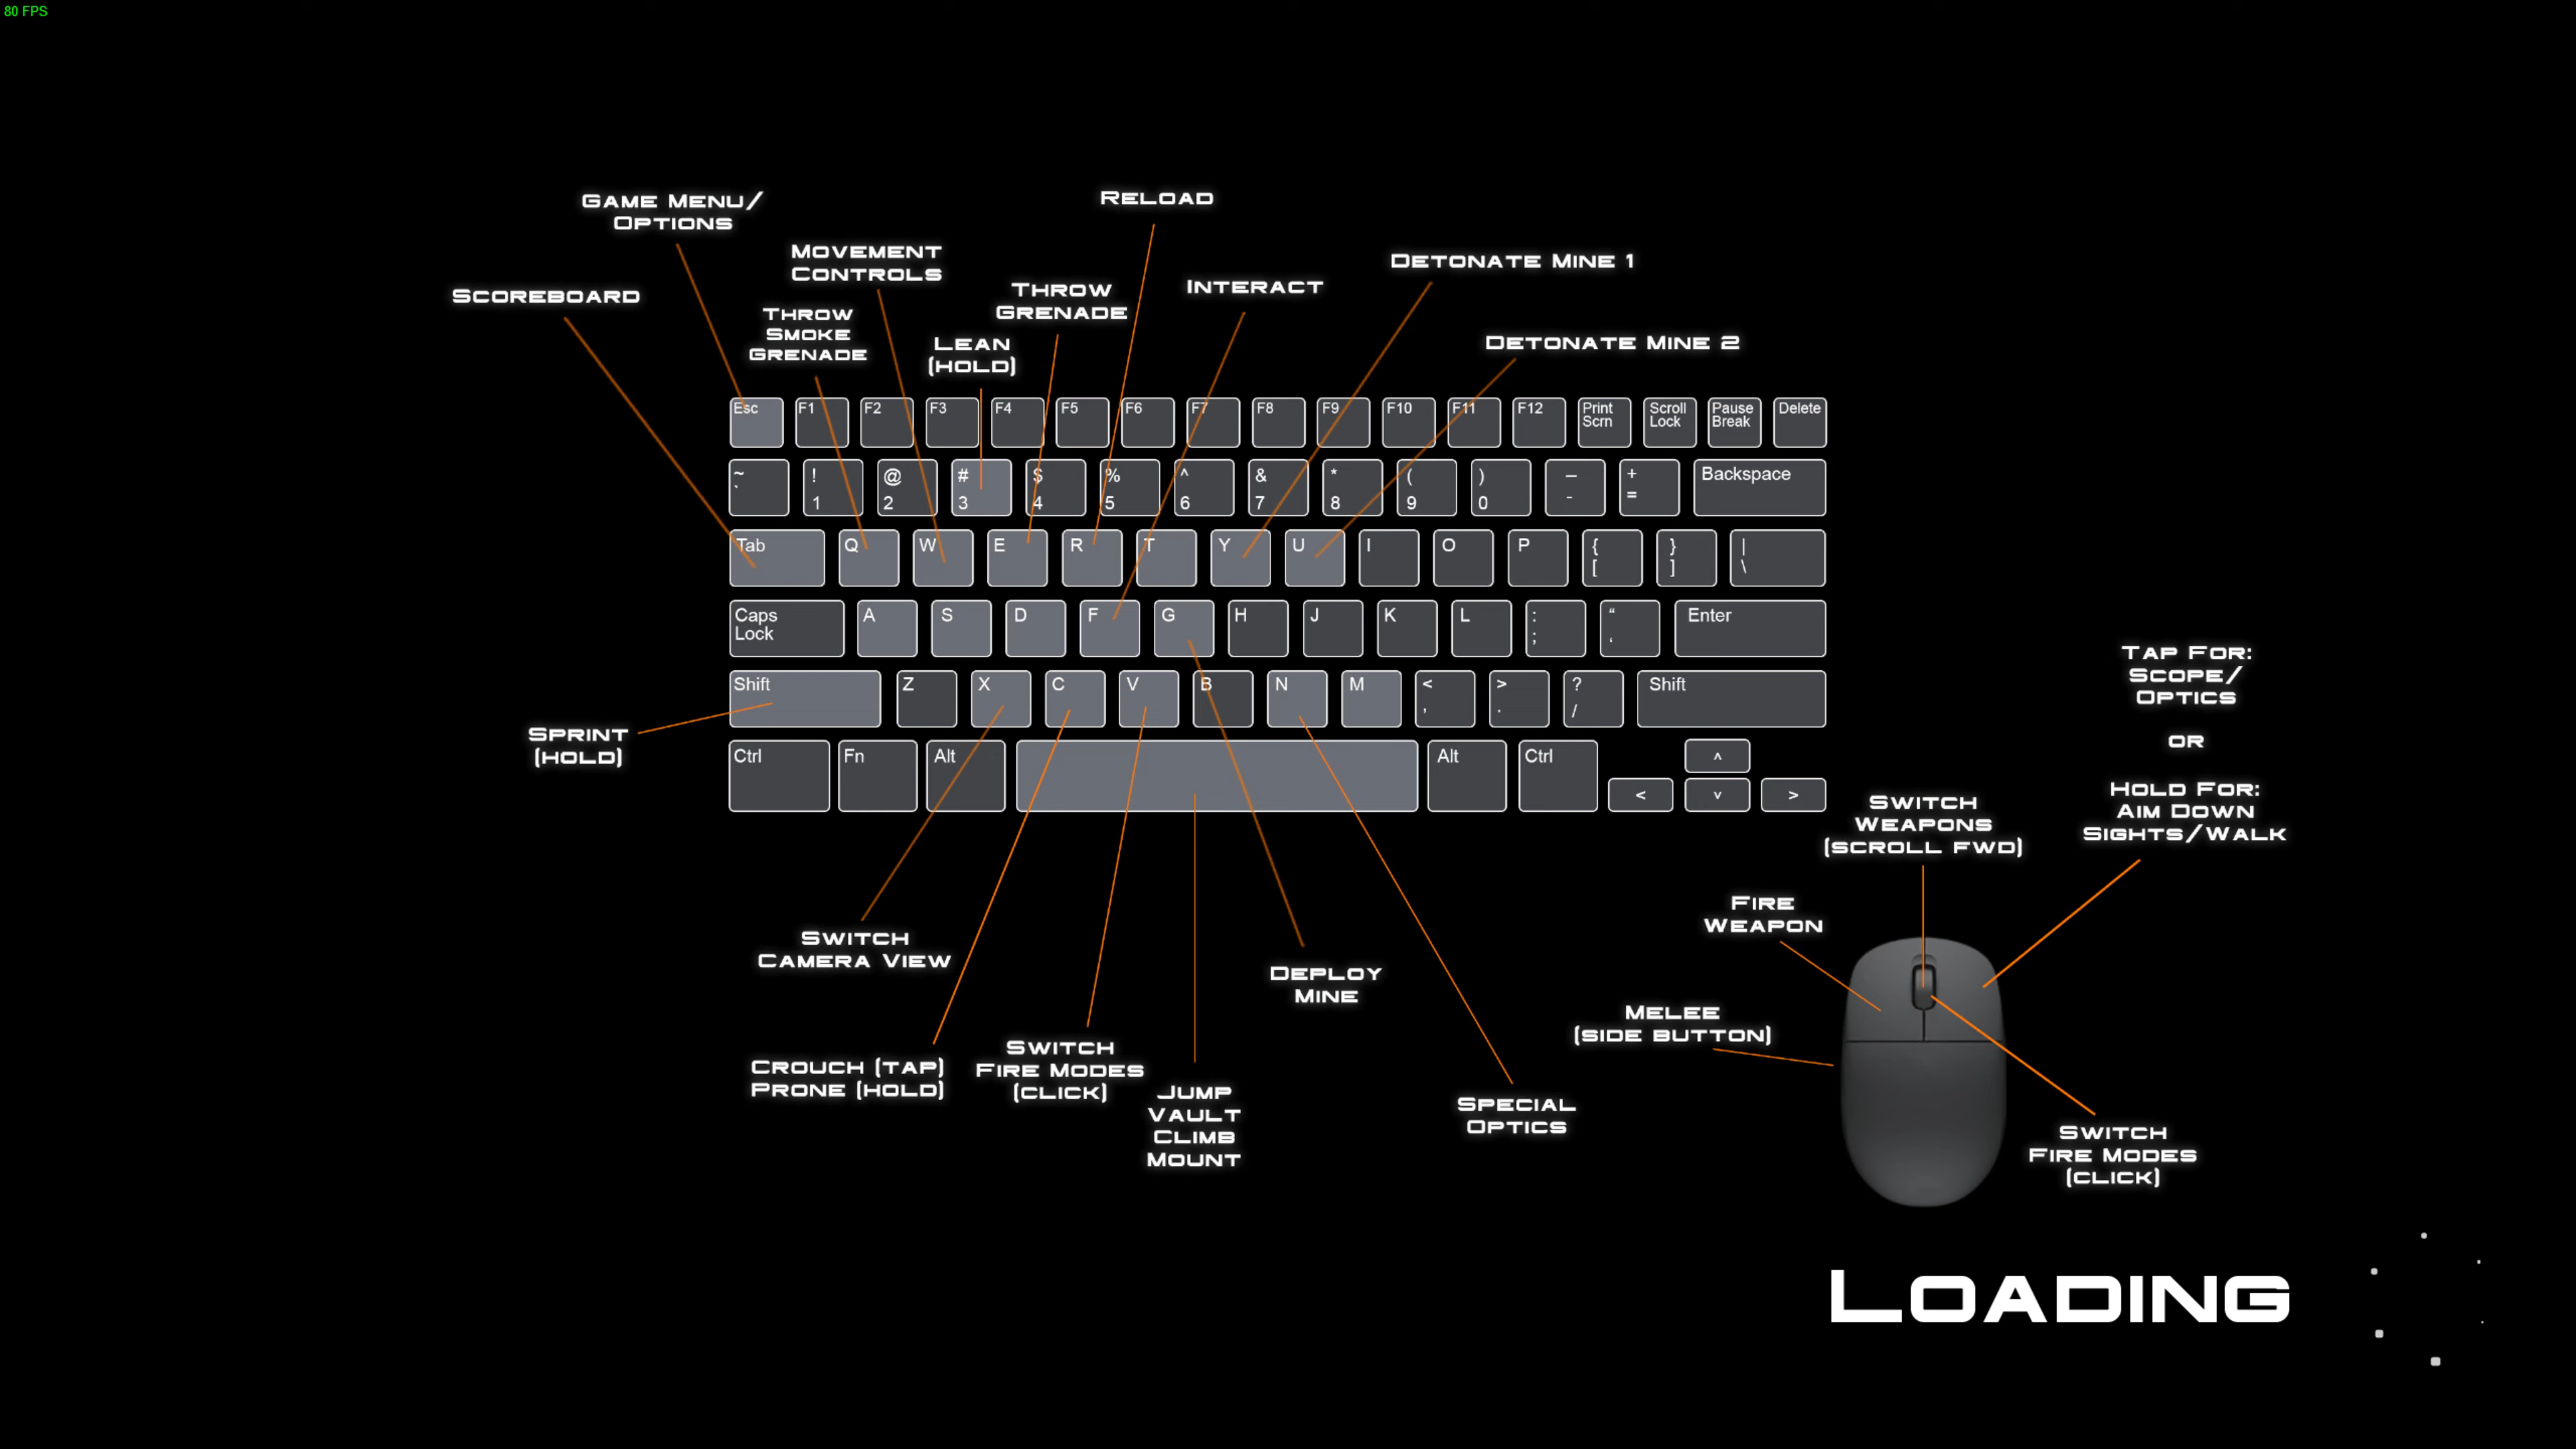 80 FPS
Game Menu/
Options
Reload
Movement
Controls
Detonate Mine 1
Scoreboard
Throw
Grenade
Interact
Throw
Smoke
Grenade
Lean
(hold)
Detonate Mine 2
Esc F1 F2 F3 F4 F5 F6 F7 F8 F9 F10 F11 F12 Print Scrn Scroll Lock Pause Break Delete
~ ! @ # $ % ^ & * ( ) – + Backspace
` 1 2 3 4 5 6 7 8 9 0 - =
Tab Q W E R T Y U I O P { } |
[ ] \
Caps Lock A S D F G H J K L : “ Enter
; ‘
Shift Z X C V B N M < > ? Shift
, . /
Ctrl Fn Alt Alt Ctrl ^
< v >
Sprint
(hold)
Tap For:
Scope/
Optics
or
Hold For:
Aim Down
Sights/Walk
Switch
Weapons
(scroll fwd)
Fire
Weapon
Melee
(side button)
Switch
Camera View
Deploy
Mine
Crouch (tap)
Prone (hold)
Switch
Fire Modes
(click)
Jump
Vault
Climb
Mount
Special
Optics
Switch
Fire Modes
(click)
Loading